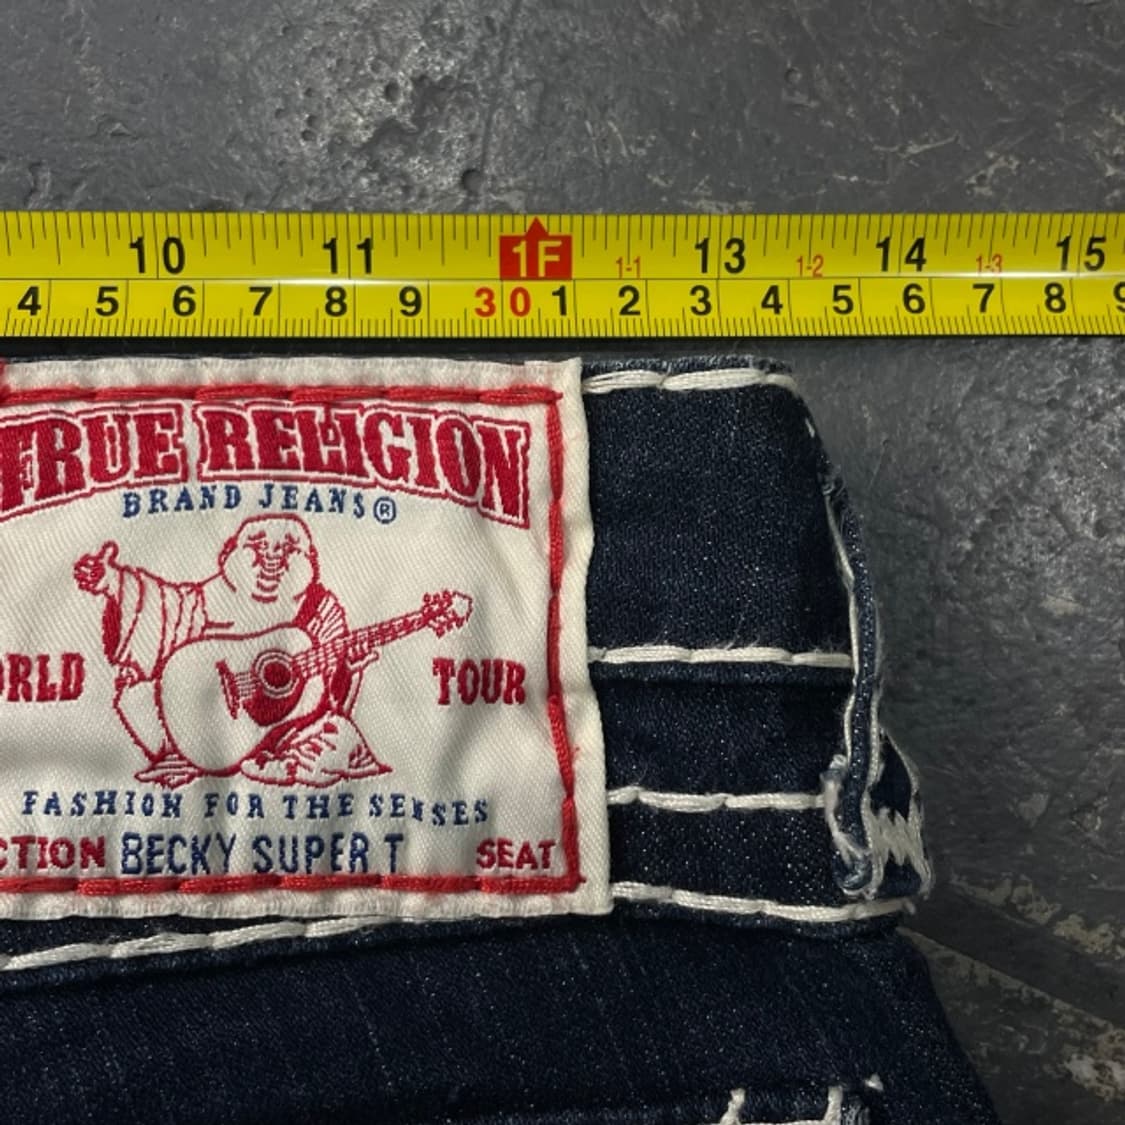 10 11 1F 1-1 13 1-2 14 1-3 15
4 5 6 7 8 9 30 1 2 3 4 5 6 7 8 9
TRUE RELIGION
BRAND JEANS®
ORLD TOUR
FASHION FOR THE SENSES
CTION BECKY SUPER T SEAT